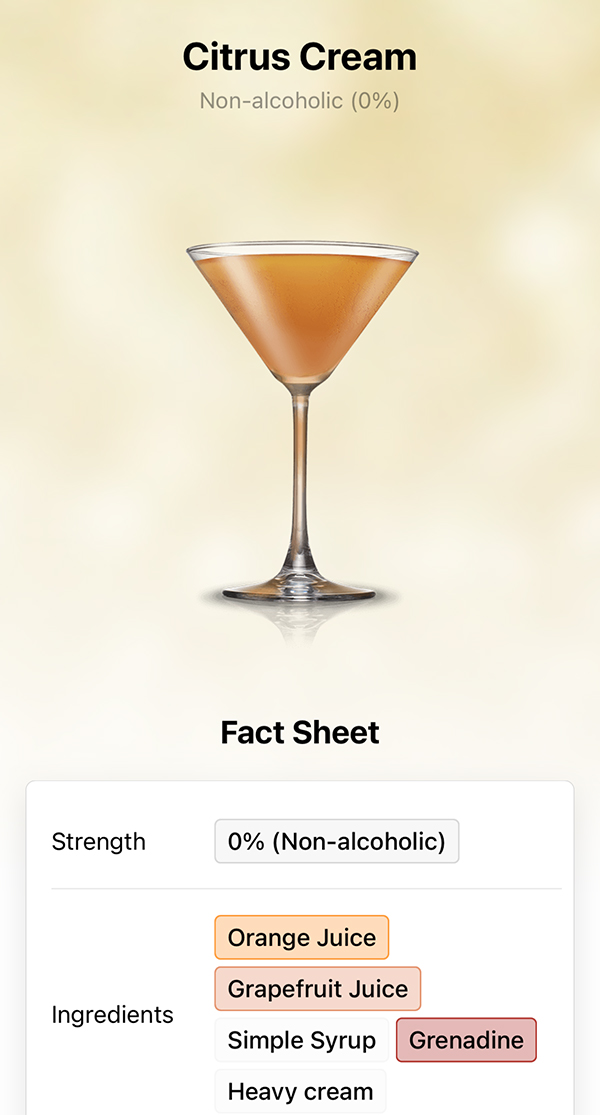 Citrus Cream
Non-alcoholic (0%)
Fact Sheet
Strength
0% (Non-alcoholic)
Ingredients
Orange Juice
Grapefruit Juice
Simple Syrup Grenadine
Heavy cream